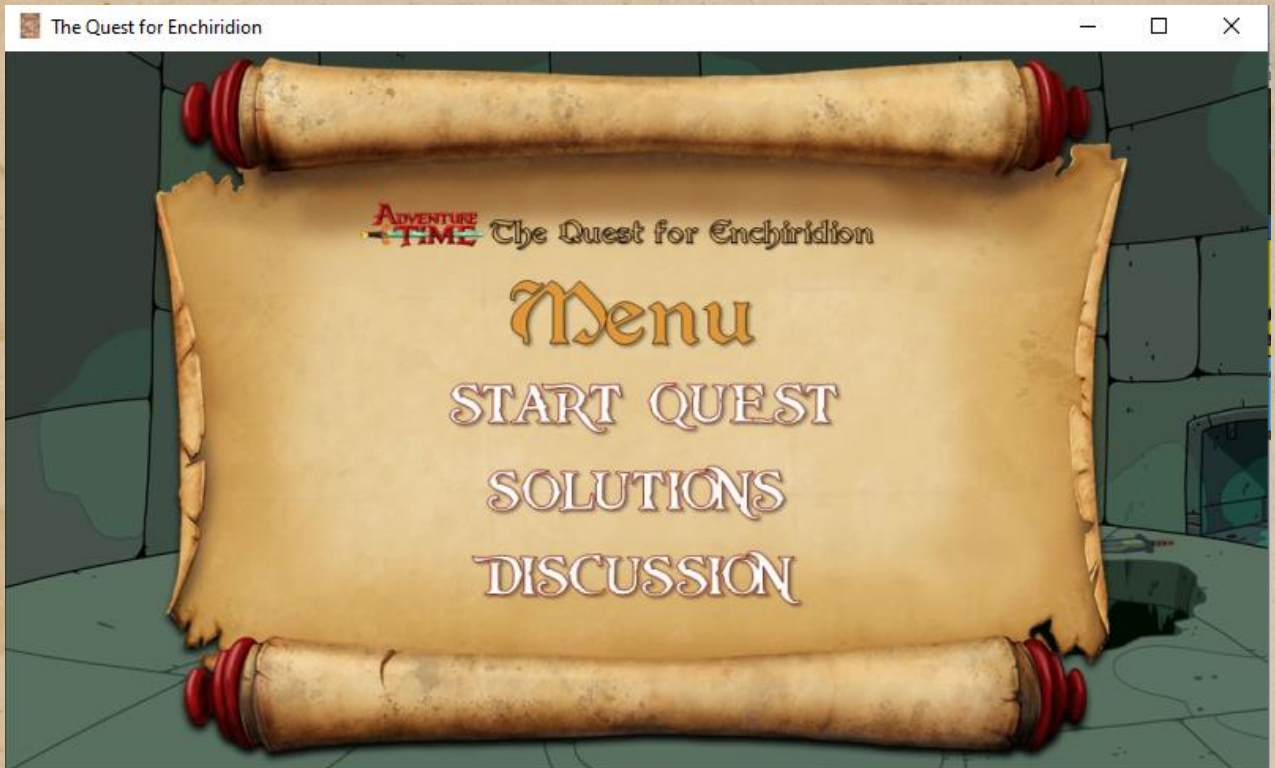 The Quest for Enchiridion
ADVENTURE TIME The Quest for Enchiridion
Menu
START QUEST
SOLUTIONS
DISCUSSION